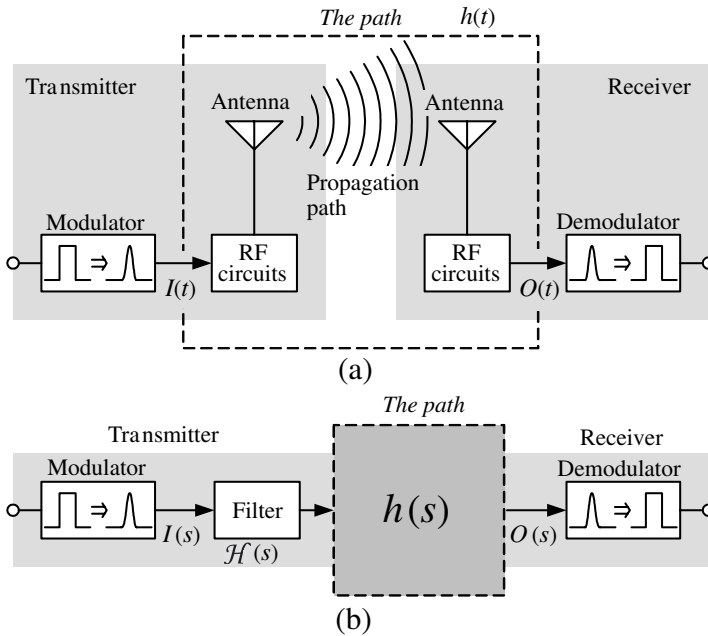 The path h(t)
Transmitter
Receiver
Antenna
Antenna
Propagation
path
Modulator
Demodulator
RF
circuits
RF
circuits
I(t)
O(t)
(a)
The path
Transmitter
Receiver
Modulator
Demodulator
Filter
h(s)
I(s)
ℋ(s)
O(s)
(b)